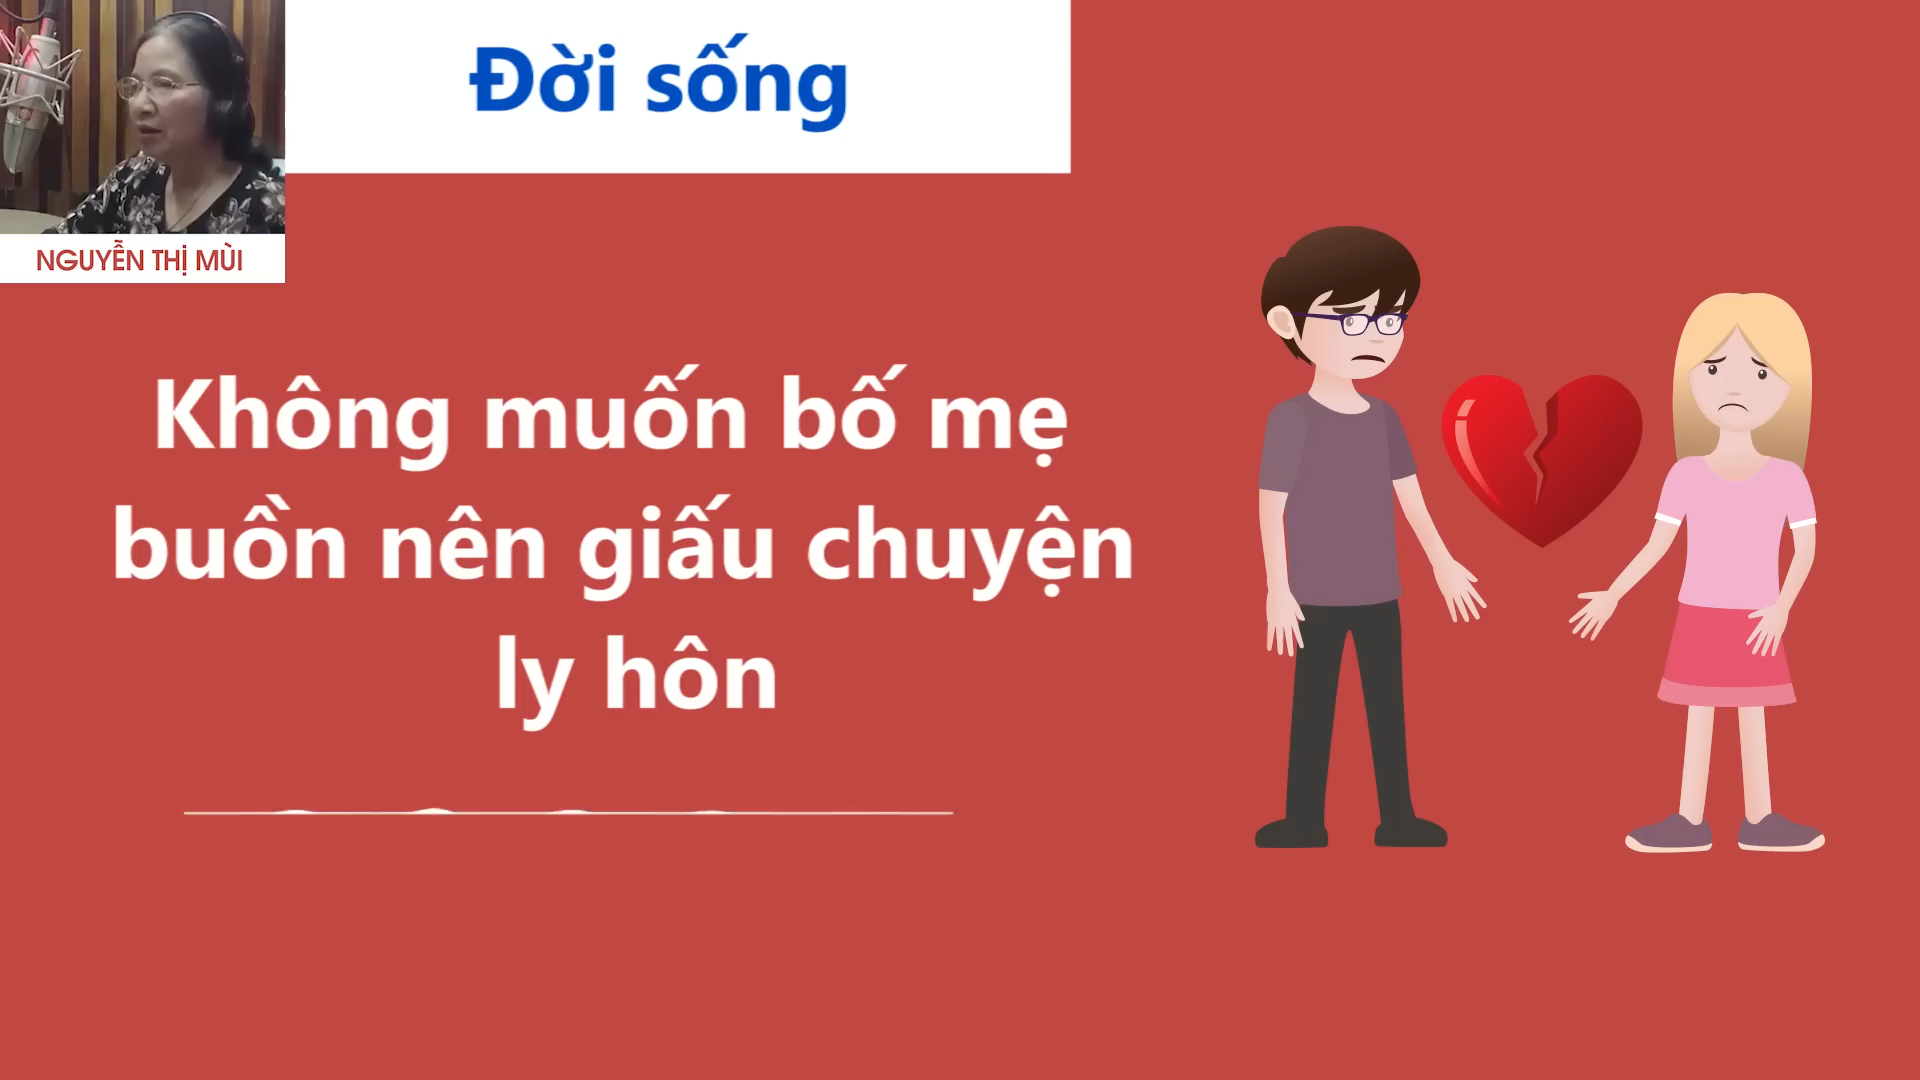 Đời sống
NGUYỄN THỊ MÙI
Không muốn bố mẹ
buồn nên giấu chuyện
ly hôn